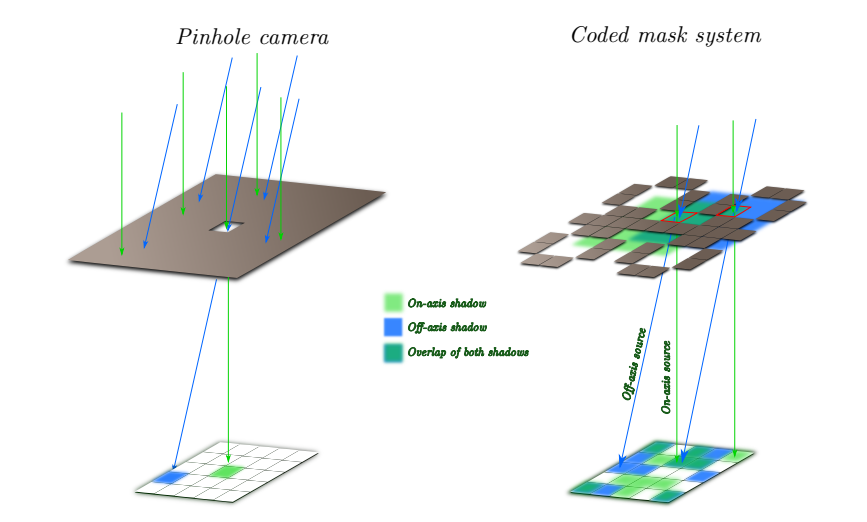 Pinhole camera
Coded mask system
On-axis shadow
Off-axis shadow
Overlap of both shadows
Off-axis source
On-axis source